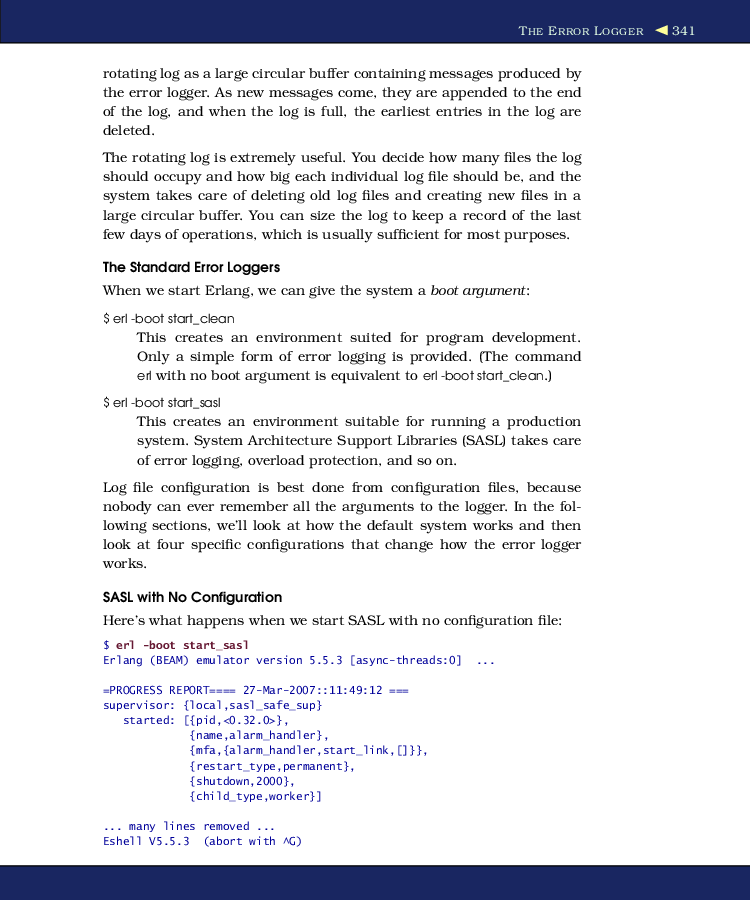 THE ERROR LOGGER ◀ 341
rotating log as a large circular buffer containing messages produced by
the error logger. As new messages come, they are appended to the end
of the log, and when the log is full, the earliest entries in the log are
deleted.
The rotating log is extremely useful. You decide how many files the log
should occupy and how big each individual log file should be, and the
system takes care of deleting old log files and creating new files in a
large circular buffer. You can size the log to keep a record of the last
few days of operations, which is usually sufficient for most purposes.
The Standard Error Loggers
When we start Erlang, we can give the system a boot argument:
$ erl -boot start_clean
This creates an environment suited for program development.
Only a simple form of error logging is provided. (The command
erl with no boot argument is equivalent to erl -boot start_clean.)
$ erl -boot start_sasl
This creates an environment suitable for running a production
system. System Architecture Support Libraries (SASL) takes care
of error logging, overload protection, and so on.
Log file configuration is best done from configuration files, because
nobody can ever remember all the arguments to the logger. In the fol-
lowing sections, we'll look at how the default system works and then
look at four specific configurations that change how the error logger
works.
SASL with No Configuration
Here's what happens when we start SASL with no configuration file:
$ erl -boot start_sasl
Erlang (BEAM) emulator version 5.5.3 [async-threads:0]  ...
=PROGRESS REPORT==== 27-Mar-2007::11:49:12 ===
supervisor: {local,sasl_safe_sup}
   started: [{pid,<0.32.0>},
             {name,alarm_handler},
             {mfa,{alarm_handler,start_link,[]}},
             {restart_type,permanent},
             {shutdown,2000},
             {child_type,worker}]
... many lines removed ...
Eshell V5.5.3  (abort with ^G)